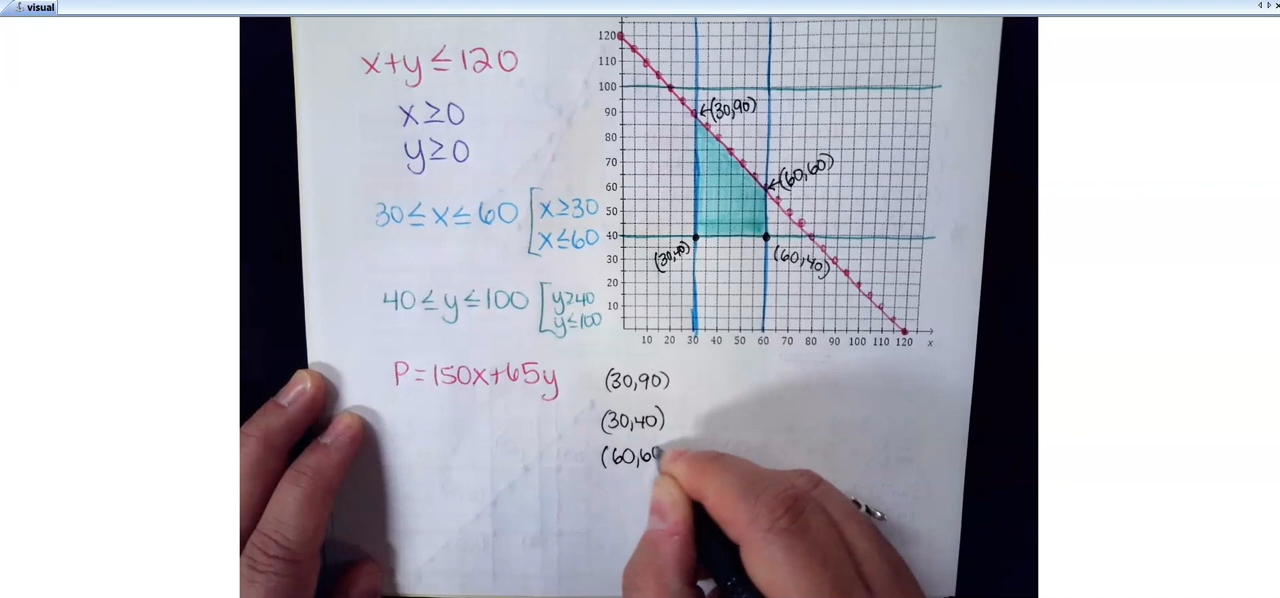 visual
x+y≤120
x≥0
y≥0
30≤x≤60 [x≥30
x≤60
40≤y≤100 [y≥40
y≤100
P=150x+65y
120
110
100
90
80
70
60
50
40
30
20
10
10 20 30 40 50 60 70 80 90 100 110 120 x
(30,90)
(60,60)
(30,40)
(60,40)
(30,90)
(30,40)
(60,60